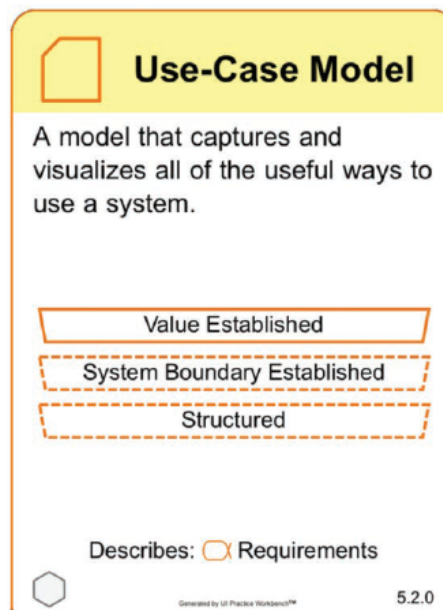 Use-Case Model
A model that captures and
visualizes all of the useful ways to
use a system.
Value Established
System Boundary Established
Structured
Describes: Requirements
Generated by UI Practice Workbench™
5.2.0